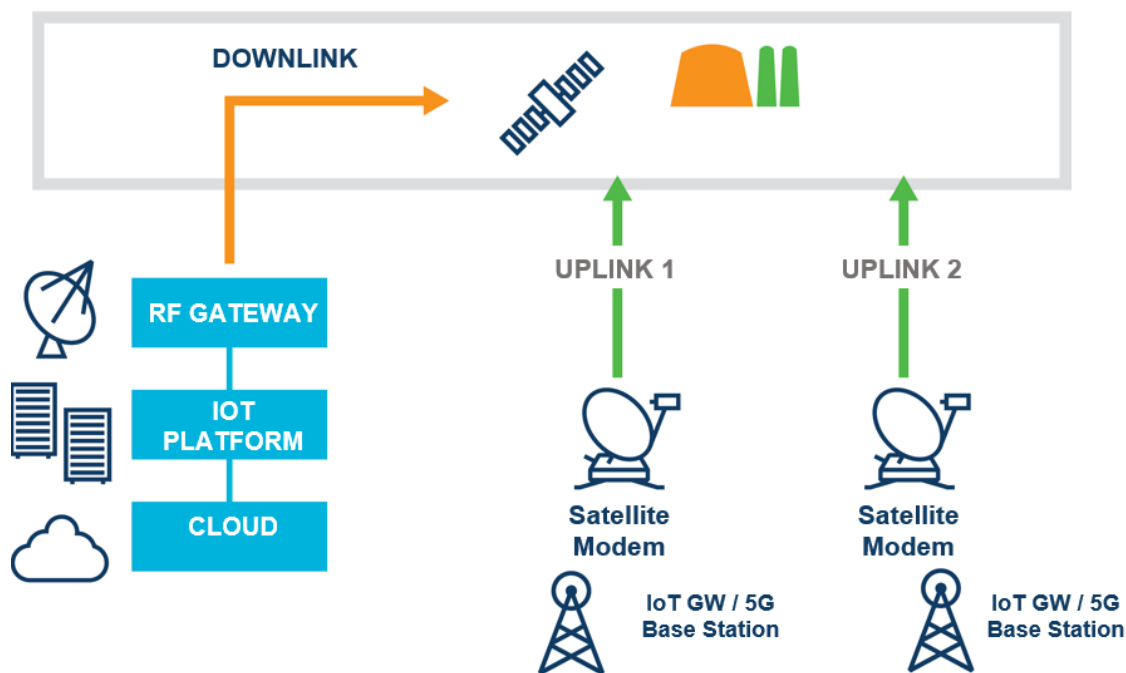 DOWNLINK
UPLINK 1
UPLINK 2
RF GATEWAY
IOT
PLATFORM
CLOUD
Satellite
Modem
Satellite
Modem
IoT GW / 5G
Base Station
IoT GW / 5G
Base Station